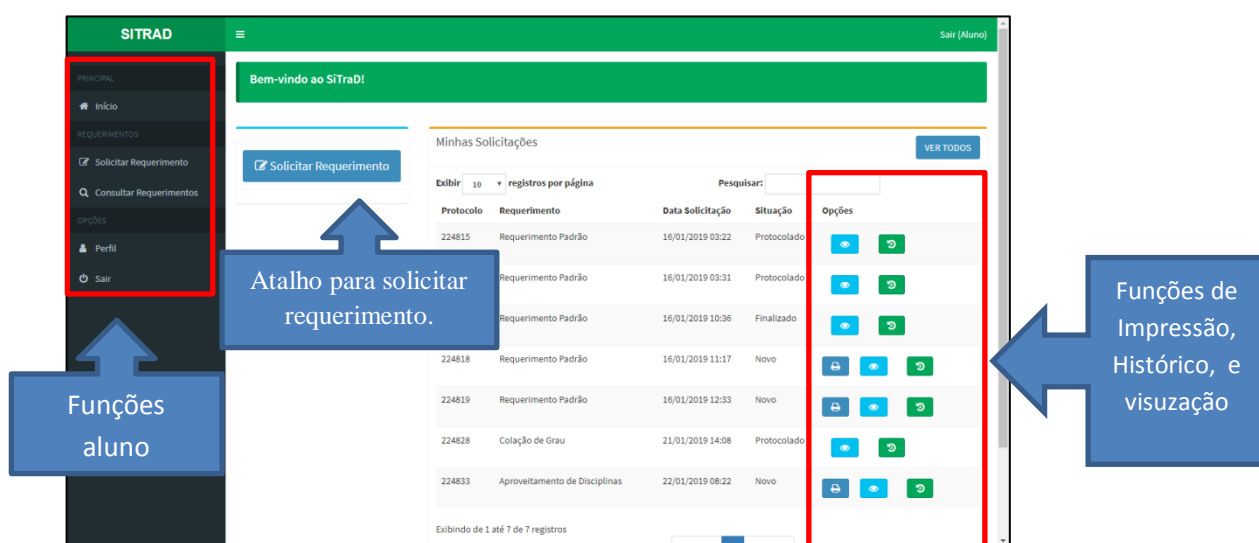 SITRAD
Sair (Aluno)
PRINCIPAL
Início
REQUERIMENTOS
Solicitar Requerimento
Consultar Requerimentos
OPÇÕES
Perfil
Sair
Funções
aluno
Bem-vindo ao SiTraD!
Solicitar Requerimento
Atalho para solicitar
requerimento.
Minhas Solicitações
VER TODOS
Exibir 10 registros por página
Pesquisar:
Protocolo Requerimento Data Solicitação Situação Opções
224815 Requerimento Padrão 16/01/2019 03:22 Protocolado
Requerimento Padrão 16/01/2019 03:31 Protocolado
Requerimento Padrão 16/01/2019 10:36 Finalizado
224818 Requerimento Padrão 16/01/2019 11:17 Novo
224819 Requerimento Padrão 16/01/2019 12:33 Novo
224828 Colação de Grau 21/01/2019 14:08 Protocolado
224833 Aproveitamento de Disciplinas 22/01/2019 08:22 Novo
Exibindo de 1 até 7 de 7 registros
Funções de
Impressão,
Histórico, e
visuzação